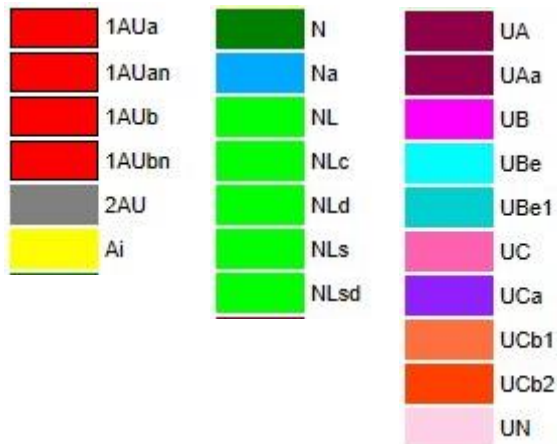 1AUa
1AUan
1AUb
1AUbn
2AU
Ai
N
Na
NL
NLc
NLd
NLs
NLsd
UA
UAa
UB
UBe
UBe1
UC
UCa
UCb1
UCb2
UN